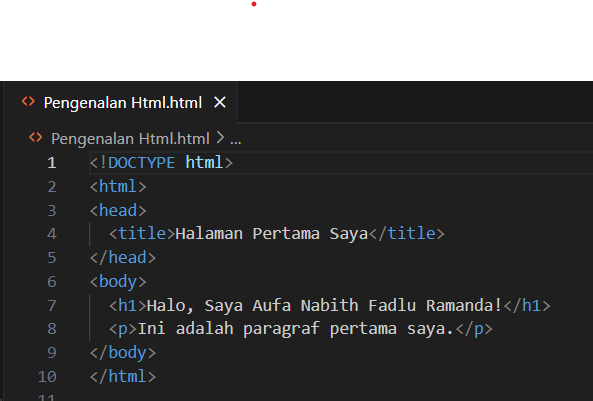 Pengenalan Html.html
Pengenalan Html.html > ...
1 <!DOCTYPE html>
2 <html>
3 <head>
4 <title>Halaman Pertama Saya</title>
5 </head>
6 <body>
7 <h1>Halo, Saya Aufa Nabith Fadlu Ramanda!</h1>
8 <p>Ini adalah paragraf pertama saya.</p>
9 </body>
10 </html>
11